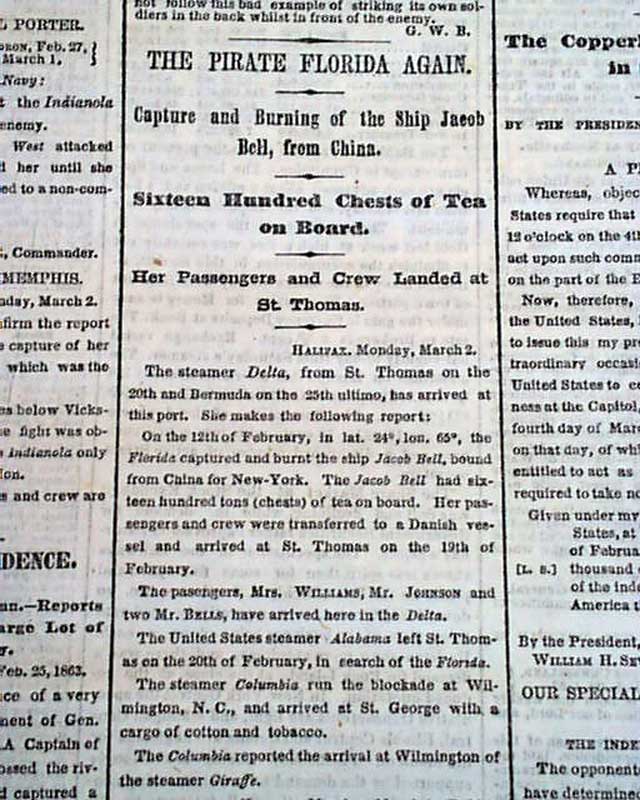 L PORTER.
Feb. 27,
March 1,
Navy:
the Indianola
enemy.
West attacked
her until she
ed to a non-com-
Commander.
MEMPHIS.
day, March 2.
firm the report
capture of her
which was the
es below Vicks-
e fight was ob-
Indianola only
ion.
s and crew are
DENCE.
an.—Reports
arge Lot of
Feb. 25, 1863.
ce of a very
ment of Gen.
A Captain of
ossed the riv-
d captured a
not follow this bad example of striking its own sol-
diers in the back whilst in front of the enemy.
G. W. B.
THE PIRATE FLORIDA AGAIN.
Capture and Burning of the Ship Jacob
Bell, from China.
Sixteen Hundred Chests of Tea
on Board.
Her Passengers and Crew Landed at
St. Thomas.
HALIFAX, Monday, March 2.
The steamer Delta, from St. Thomas on the
20th and Bermuda on the 25th ultimo, has arrived at
this port. She makes the following report:
On the 12th of February, in lat. 24°, lon. 65°, the
Florida captured and burnt the ship Jacob Bell, bound
from China for New-York. The Jacob Bell had six-
teen hundred tons (chests) of tea on board. Her pas-
sengers and crew were transferred to a Danish ves-
sel and arrived at St. Thomas on the 19th of
February.
The pasengers, Mrs. WILLIAMS, Mr. JOHNSON and
two Mr. BELLS, have arrived here in the Delta.
The United States steamer Alabama left St. Thom-
as on the 20th of February, in search of the Florida.
The steamer Columbia run the blockade at Wil-
mington, N. C., and arrived at St. George with a
cargo of cotton and tobacco.
The Columbia reported the arrival at Wilmington of
the steamer Giraffe.
The Copperh
in
BY THE PRESIDEN
A P
Whereas, objec
States require that
12 o'clock on the 4th
act upon such comm
on the part of the E
Now, therefore,
the United States,
to issue this my pro
traordinary occasi
United States to
ness at the Capitol,
fourth day of Marc
on that day, of whi
entitled to act as
required to take no
Given under my
States, at
of Februa
[L. S.] thousand
of the inde
America
By the President,
WILLIAM H. SE
OUR SPECIAL
THE INDE
The opponent
have determined